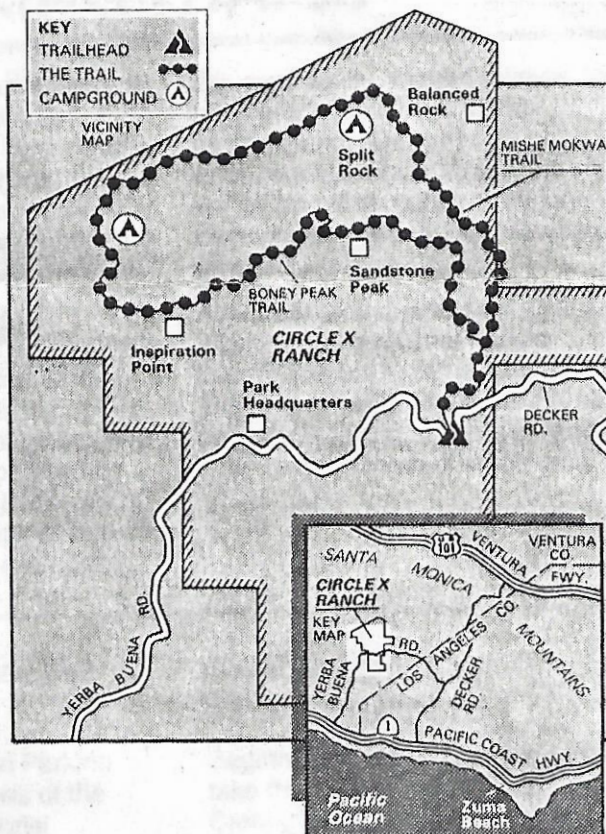 KEY
TRAILHEAD
THE TRAIL
CAMPGROUND
VICINITY
MAP
Balanced
Rock
Split
Rock
MISHE MOKWA
TRAIL
Sandstone
Peak
BONEY PEAK
TRAIL
CIRCLE X
RANCH
Inspiration
Point
Park
Headquarters
DECKER
RD.
YERBA BUENA RD.
SANTA
MONICA
MOUNTAINS
101
VENTURA
FWY.
VENTURA
CO.
LOS ANGELES CO.
CIRCLE X
RANCH
KEY
MAP
YERBA
BUENA
RD.
DECKER
RD.
1
PACIFIC COAST HWY.
Pacific
Ocean
Zuma
Beach